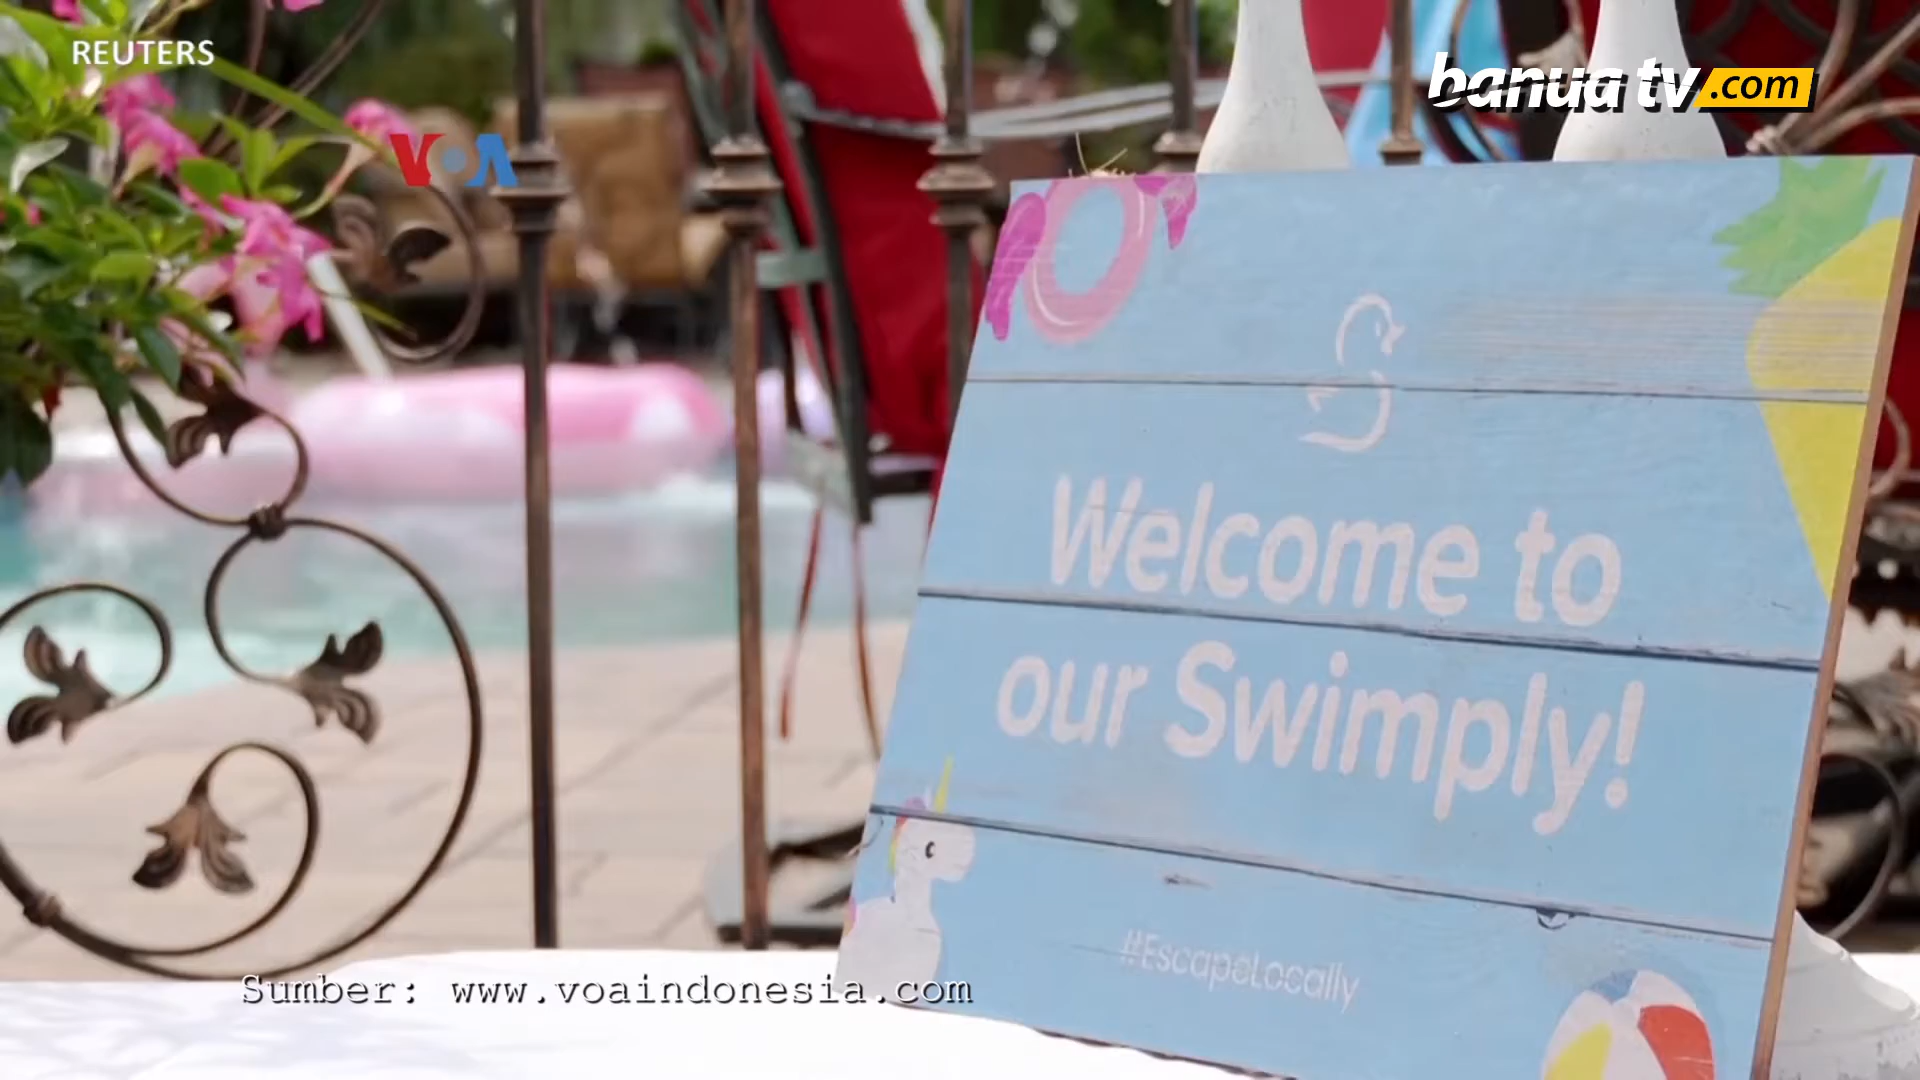 REUTERS
banua tv.com
VOA
Welcome to
our Swimply!
#EscapeLocally
Sumber: www.voaindonesia.com